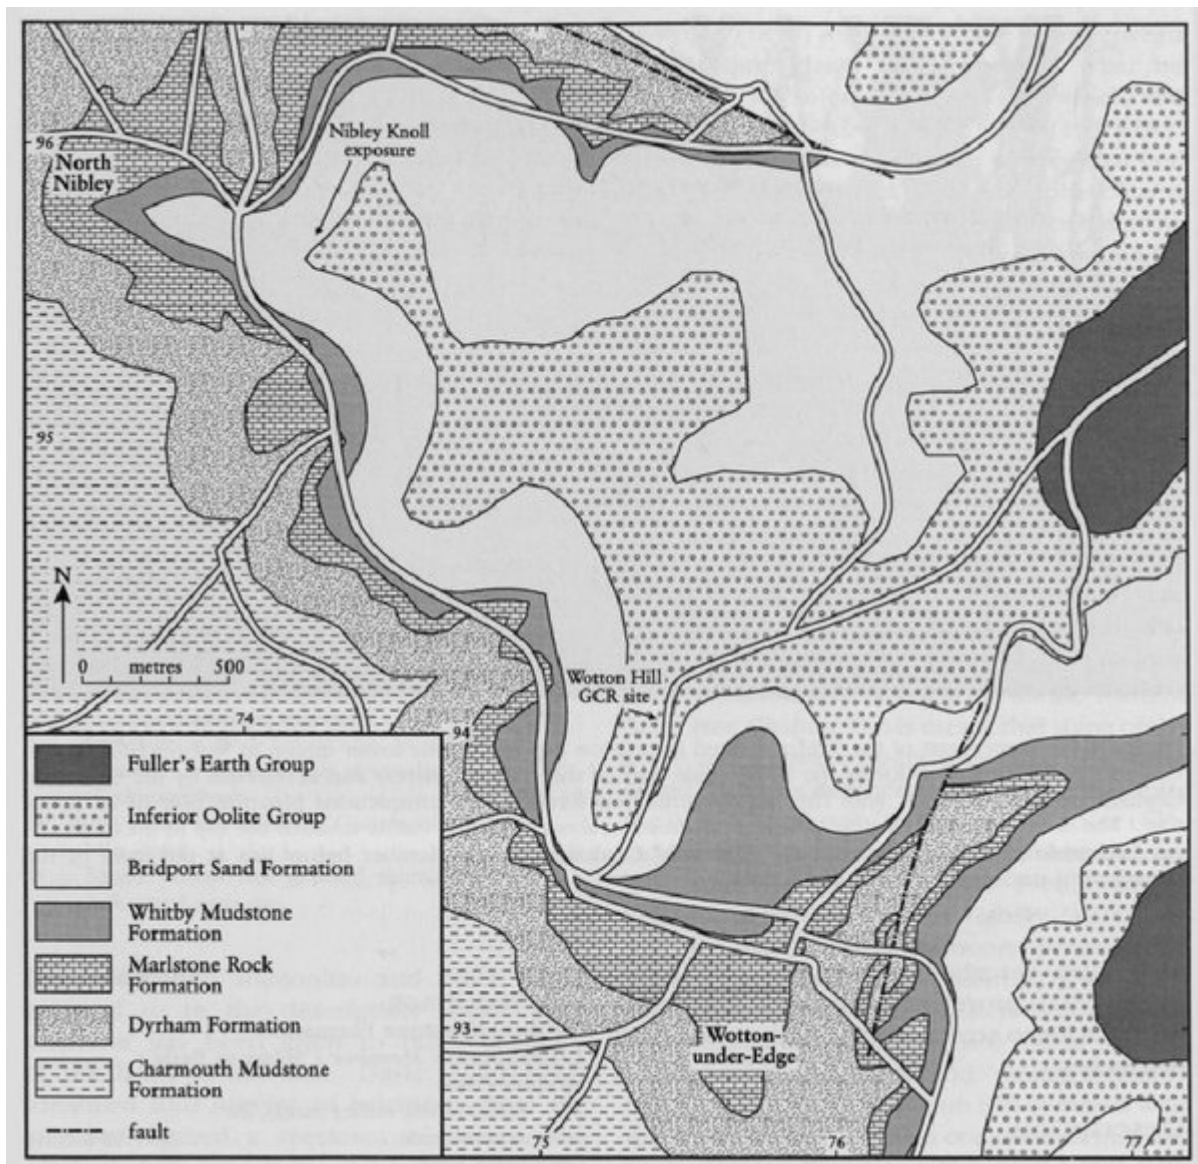 Nibley Knoll
exposure
96
North
Nibley
95
N
0 metres 500
74
Wotton Hill
GCR site
94
Fuller's Earth Group
Inferior Oolite Group
Bridport Sand Formation
Whitby Mudstone
Formation
Marlstone Rock
Formation
Dyrham Formation
Charmouth Mudstone
Formation
fault
93
Wotton-
under-Edge
75
76
77